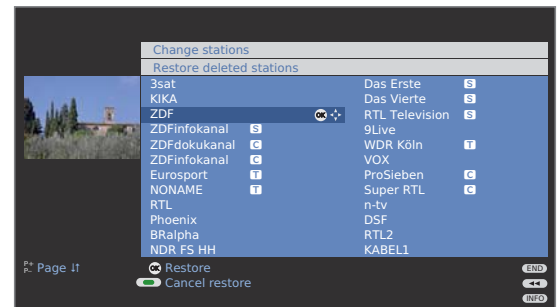 Change stations
Restore deleted stations
3sat
KIKA
ZDF OK
ZDFinfokanal S
ZDFdokukanal C
ZDFinfokanal C
Eurosport T
NONAME T
RTL
Phoenix
BRalpha
NDR FS HH
Das Erste S
Das Vierte S
RTL Television S
9Live
WDR Köln T
VOX
ProSieben C
Super RTL C
n-tv
DSF
RTL2
KABEL1
P+ P- Page
OK Restore
Cancel restore
END
INFO